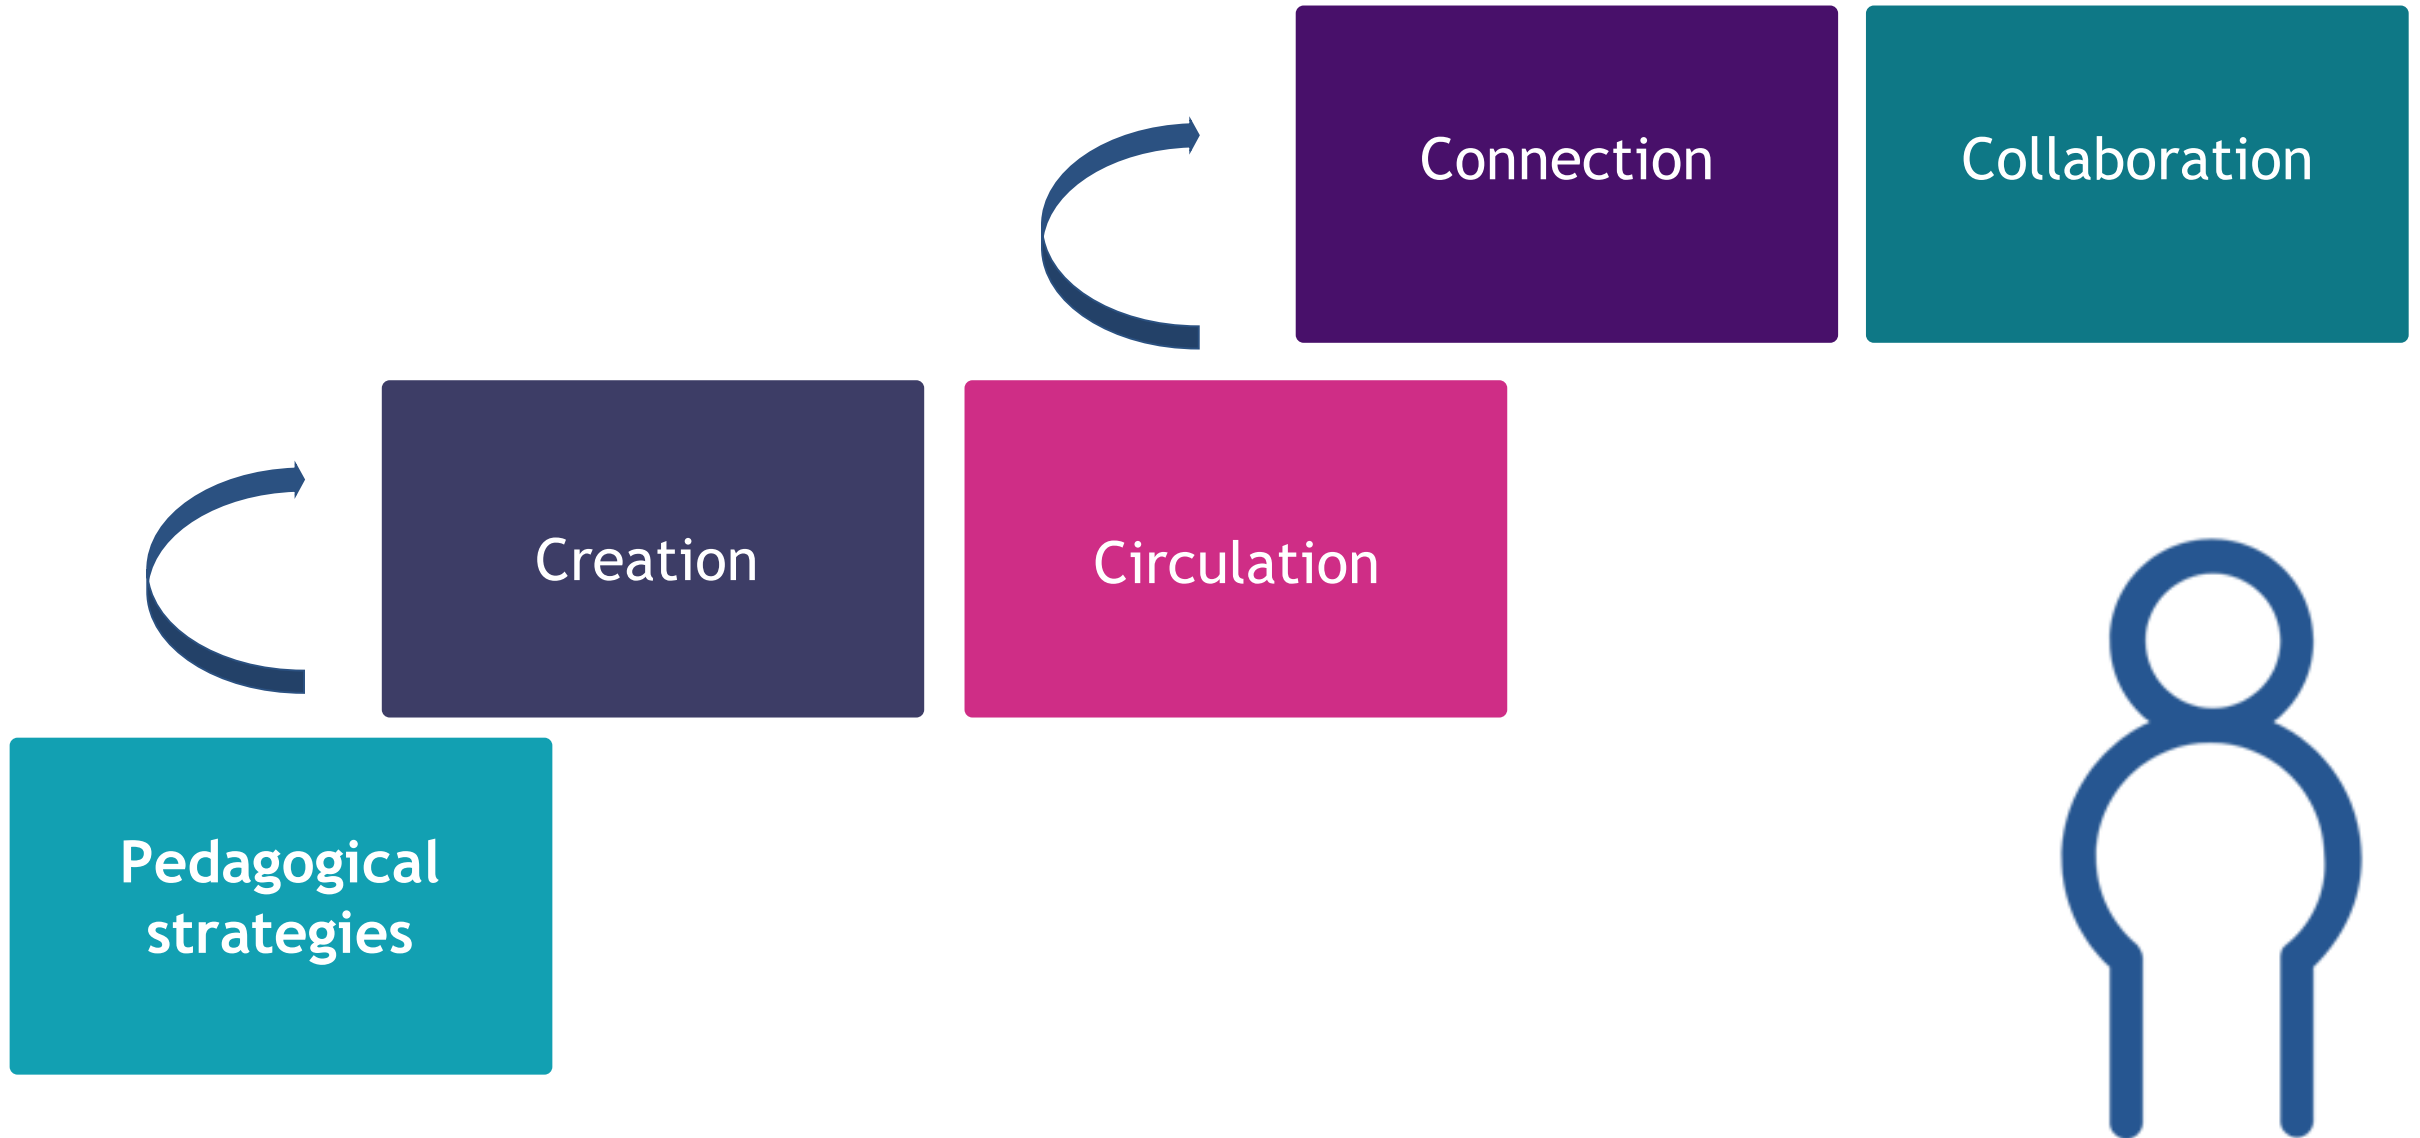 Connection
Collaboration
Creation
Circulation
Pedagogical
strategies